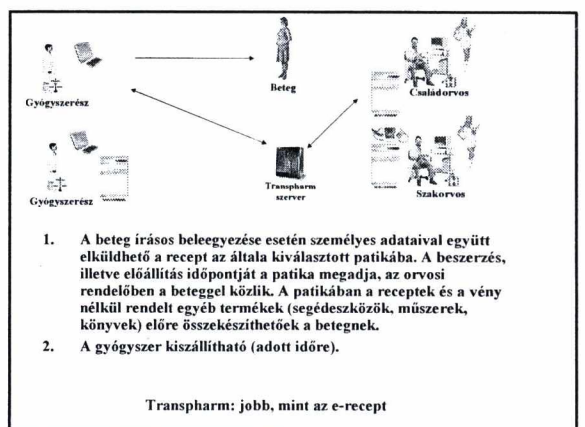 Gyógyszerész
Beteg
Családorvos
Gyógyszerész
Transpharm
szerver
Szakorvos
1. A beteg írásos beleegyezése esetén személyes adataival együtt
elküldhető a recept az általa kiválasztott patikába. A beszerzés,
illetve előállítás időpontját a patika megadja, az orvosi
rendelőben a beteggel közlik. A patikában a receptek és a vény
nélkül rendelt egyéb termékek (segédeszközök, műszerek,
könyvek) előre összekészíthetőek a betegnek.
2. A gyógyszer kiszállítható (adott időre).
Transpharm: jobb, mint az e-recept